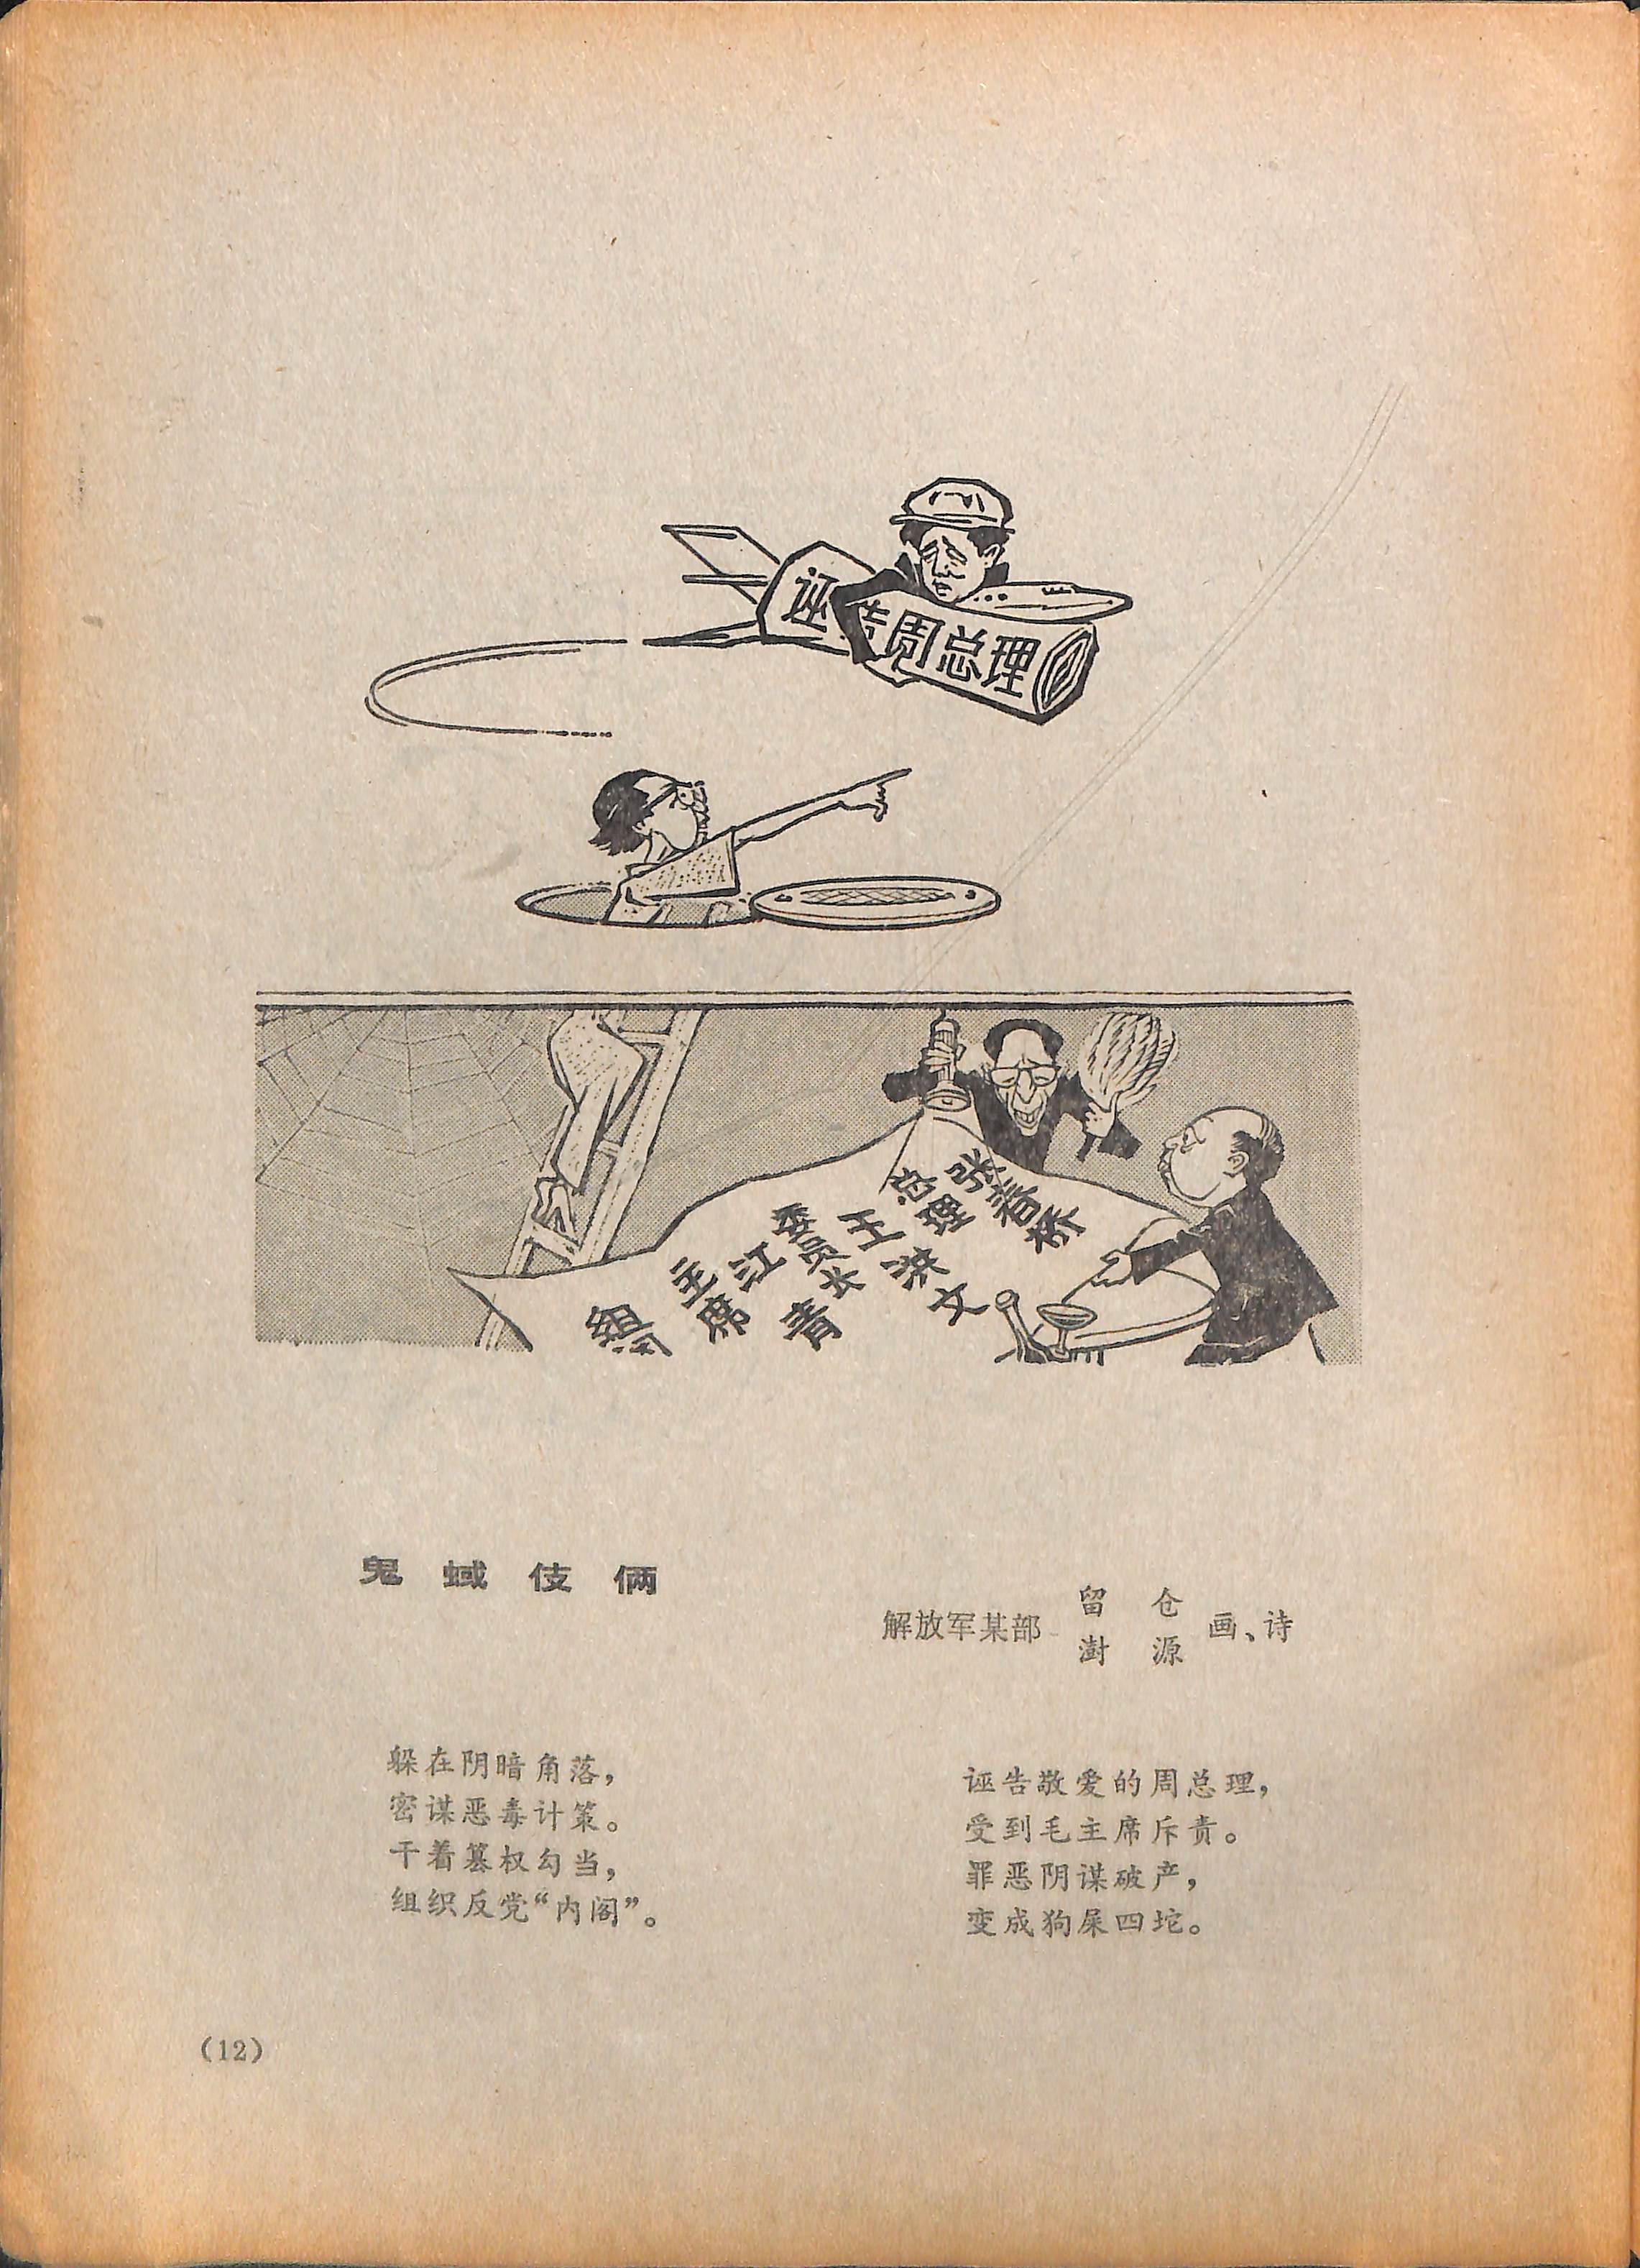 诬告周总理
组阁
主席
江青
委员长
王洪文
总理
张春桥
鬼蜮伎俩
解放军某部 留仓 画、诗
澍源
躲在阴暗角落，
密谋恶毒计策。
干着篡权勾当，
组织反党“内阁”。
诬告敬爱的周总理，
受到毛主席斥责。
罪恶阴谋破产，
变成狗屎四坨。
（12）